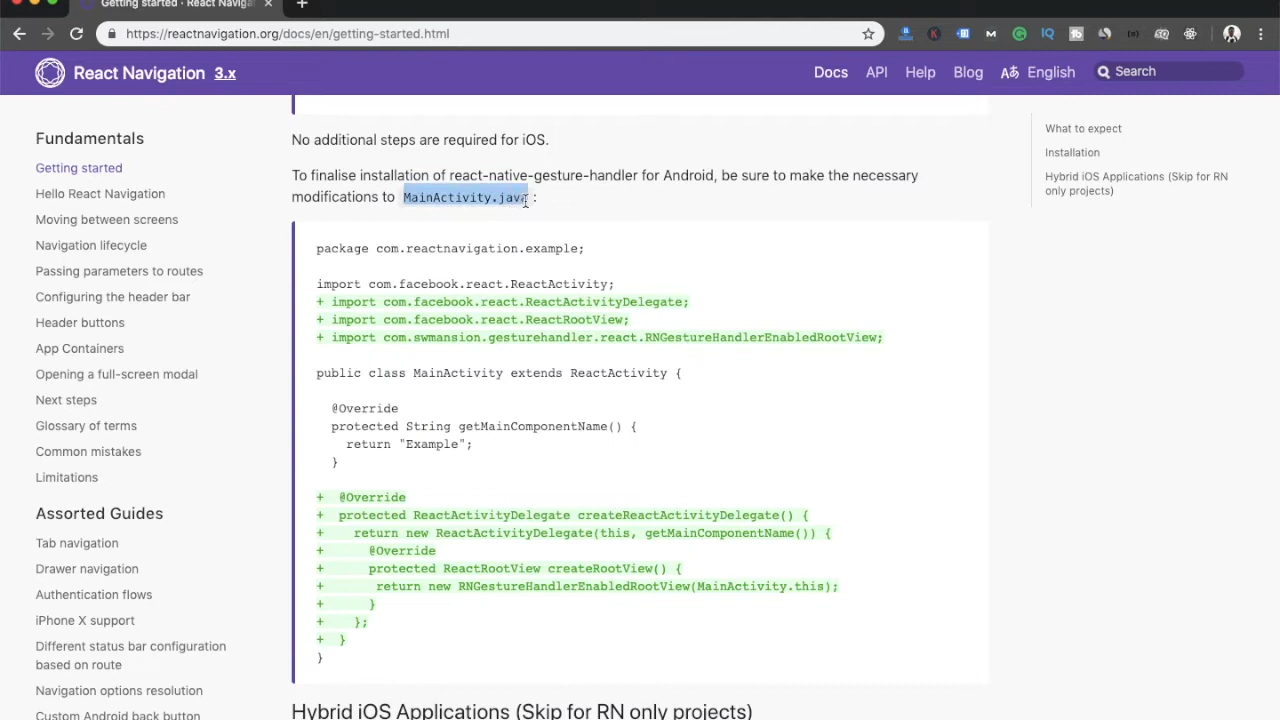 Getting started · React Navigat
https://reactnavigation.org/docs/en/getting-started.html
React Navigation 3.x
Docs API Help Blog English Search
Fundamentals
Getting started
Hello React Navigation
Moving between screens
Navigation lifecycle
Passing parameters to routes
Configuring the header bar
Header buttons
App Containers
Opening a full-screen modal
Next steps
Glossary of terms
Common mistakes
Limitations
Assorted Guides
Tab navigation
Drawer navigation
Authentication flows
iPhone X support
Different status bar configuration
based on route
Navigation options resolution
Custom Android back button
No additional steps are required for iOS.
To finalise installation of react-native-gesture-handler for Android, be sure to make the necessary
modifications to MainActivity.java :
package com.reactnavigation.example;
import com.facebook.react.ReactActivity;
+ import com.facebook.react.ReactActivityDelegate;
+ import com.facebook.react.ReactRootView;
+ import com.swmansion.gesturehandler.react.RNGestureHandlerEnabledRootView;
public class MainActivity extends ReactActivity {
@Override
protected String getMainComponentName() {
return "Example";
}
+ @Override
+ protected ReactActivityDelegate createReactActivityDelegate() {
+ return new ReactActivityDelegate(this, getMainComponentName()) {
+ @Override
+ protected ReactRootView createRootView() {
+ return new RNGestureHandlerEnabledRootView(MainActivity.this);
+ }
+ };
+ }
}
Hybrid iOS Applications (Skip for RN only projects)
What to expect
Installation
Hybrid iOS Applications (Skip for RN
only projects)